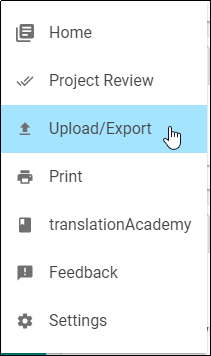 Home
Project Review
Upload/Export
Print
translationAcademy
Feedback
Settings